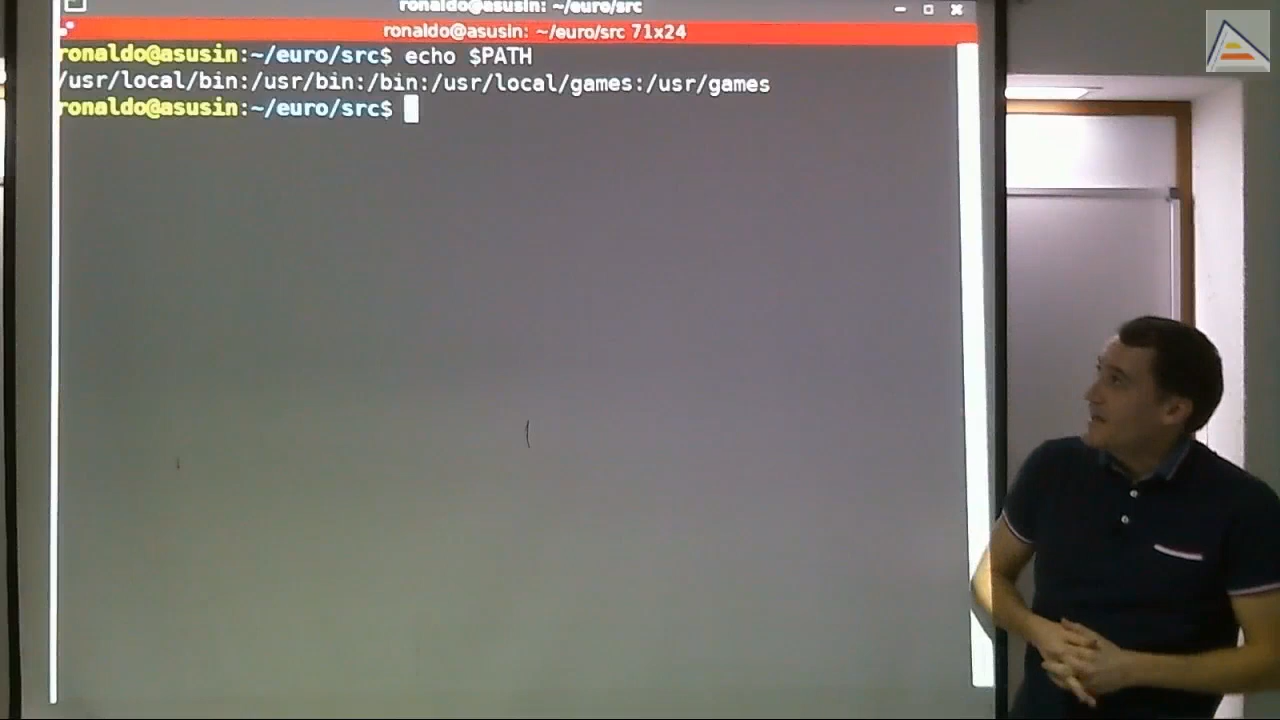 ronaldo@asusin: ~/euro/src
ronaldo@asusin: ~/euro/src 71x24
ronaldo@asusin:~/euro/src$ echo $PATH
/usr/local/bin:/usr/bin:/bin:/usr/local/games:/usr/games
ronaldo@asusin:~/euro/src$